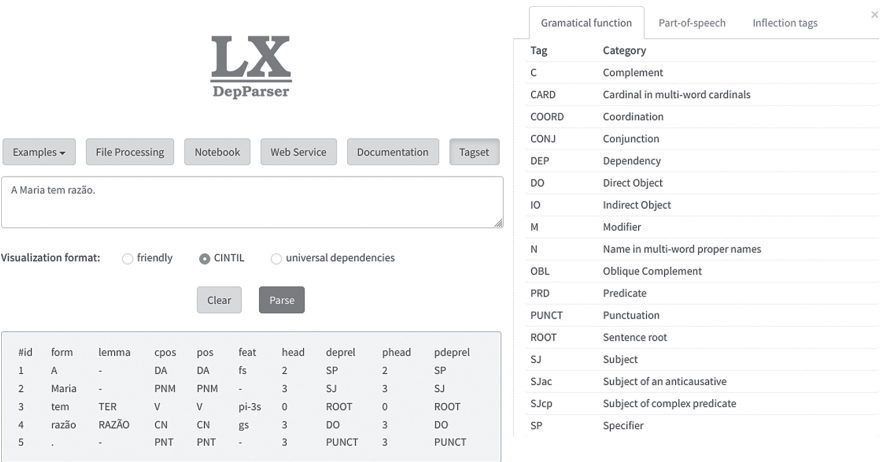 LX
DepParser
Examples
File Processing
Notebook
Web Service
Documentation
Tagset
A Maria tem razão.
Visualization format:
friendly
CINTIL
universal dependencies
Clear
Parse
#id form lemma cpos pos feat head deprel phead pdeprel
1 A - DA DA fs 2 SP 2 SP
2 Maria - PNM PNM - 3 SJ 3 SJ
3 tem TER V V pi-3s 0 ROOT 0 ROOT
4 razão RAZÃO CN CN gs 3 DO 3 DO
5 . - PNT PNT - 3 PUNCT 3 PUNCT
Gramatical function
Part-of-speech
Inflection tags
×
Tag Category
C Complement
CARD Cardinal in multi-word cardinals
COORD Coordination
CONJ Conjunction
DEP Dependency
DO Direct Object
IO Indirect Object
M Modifier
N Name in multi-word proper names
OBL Oblique Complement
PRD Predicate
PUNCT Punctuation
ROOT Sentence root
SJ Subject
SJac Subject of an anticausative
SJcp Subject of complex predicate
SP Specifier